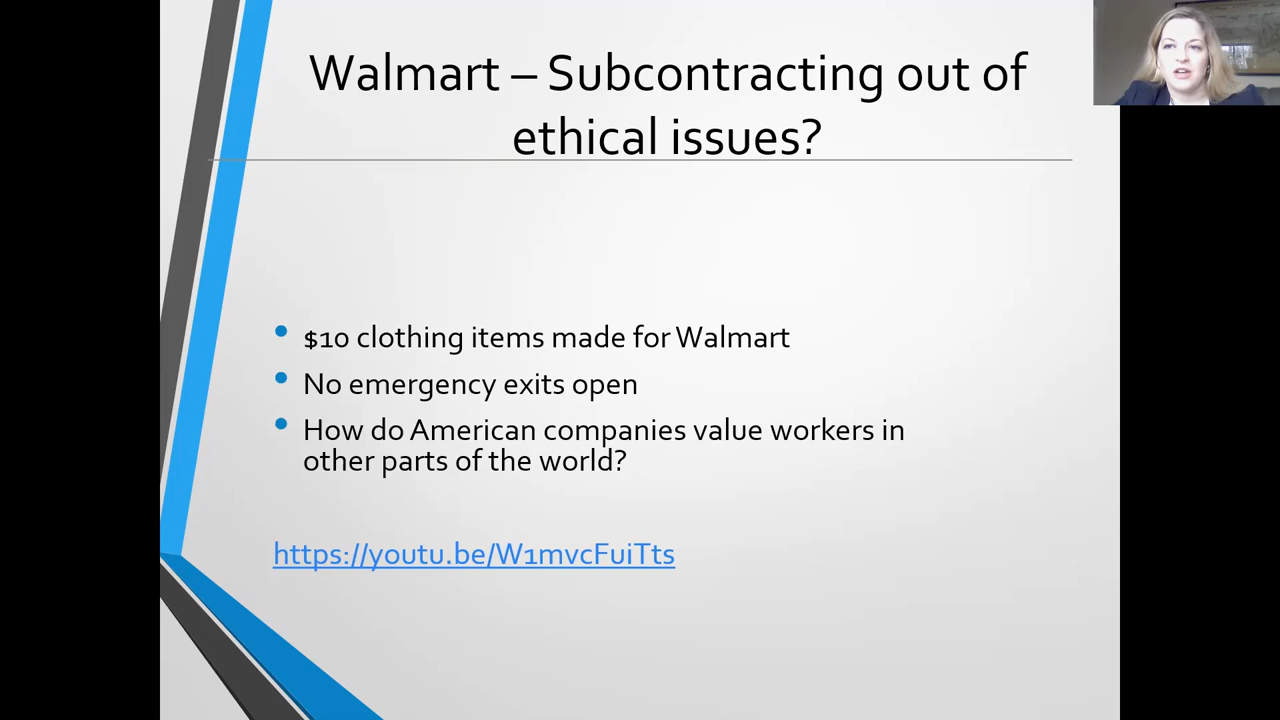 Walmart – Subcontracting out of
ethical issues?
• $10 clothing items made for Walmart
• No emergency exits open
• How do American companies value workers in
other parts of the world?
https://youtu.be/W1mvcFuiTts